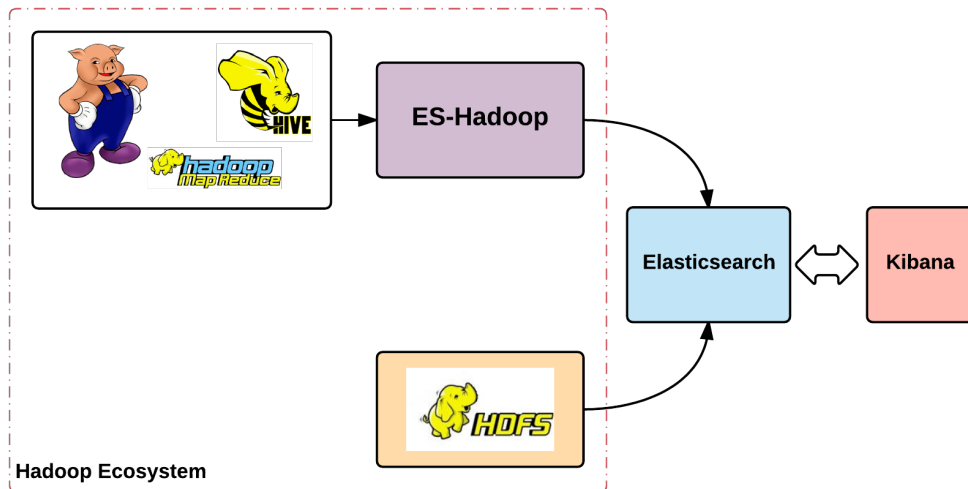 HIVE
hadoop
Map Reduce
ES-Hadoop
Elasticsearch
Kibana
HDFS
Hadoop Ecosystem